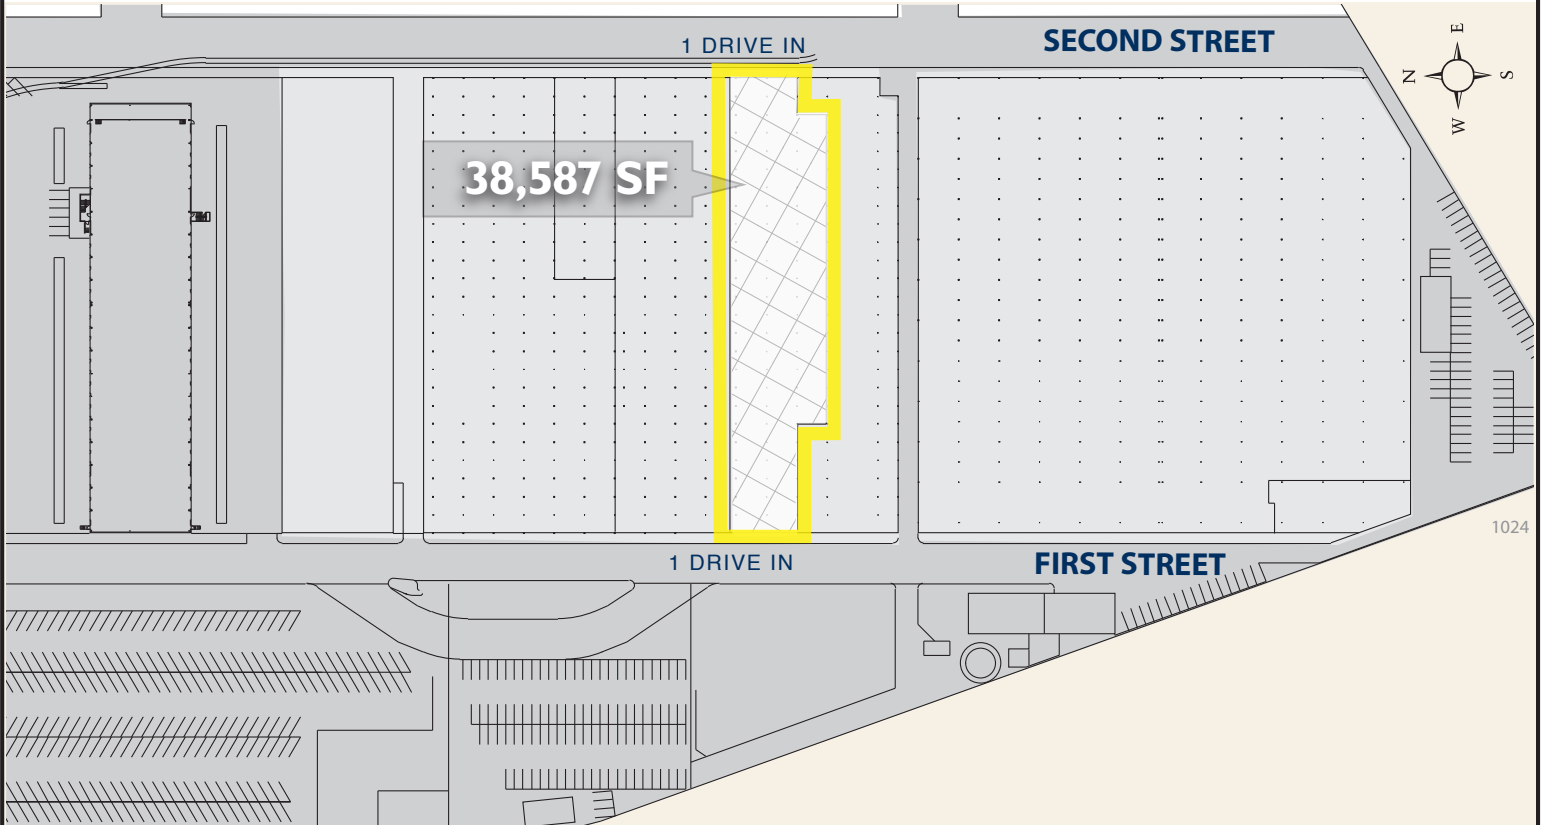 1 DRIVE IN
SECOND STREET
E
N
S
W
38,587 SF
1024
1 DRIVE IN
FIRST STREET